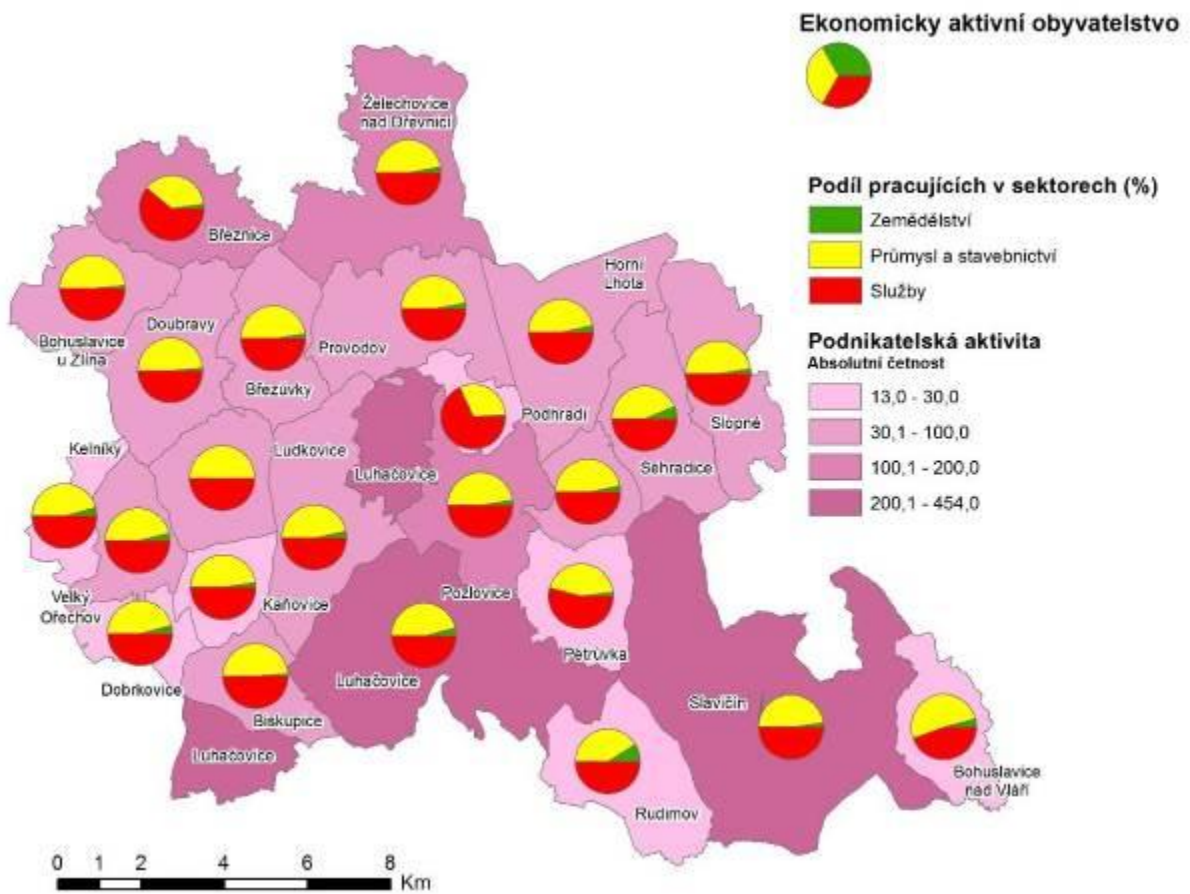 Ekonomicky aktivní obyvatelstvo
Podíl pracujících v sektorech (%)
Zemědělství
Průmysl a stavebnictví
Služby
Podnikatelská aktivita
Absolutní četnost
13,0 - 30,0
30,1 - 100,0
100,1 - 200,0
200,1 - 454,0
Želechovice
nad Dřevnicí
Březnice
Horní
Lhota
Doubravy
Bohuslavice
u Zlína
Provodov
Březůvky
Podhradí
Slopné
Kelníky
Ludkovice
Luhačovice
Sehradice
Velký
Ořechov
Kaňovice
Pozlovice
Pětrůvka
Dobrkovice
Luhačovice
Biskupice
Slavičín
Luhačovice
Bohuslavice
nad Vláří
Rudimov
0 1 2 4 6 8
Km